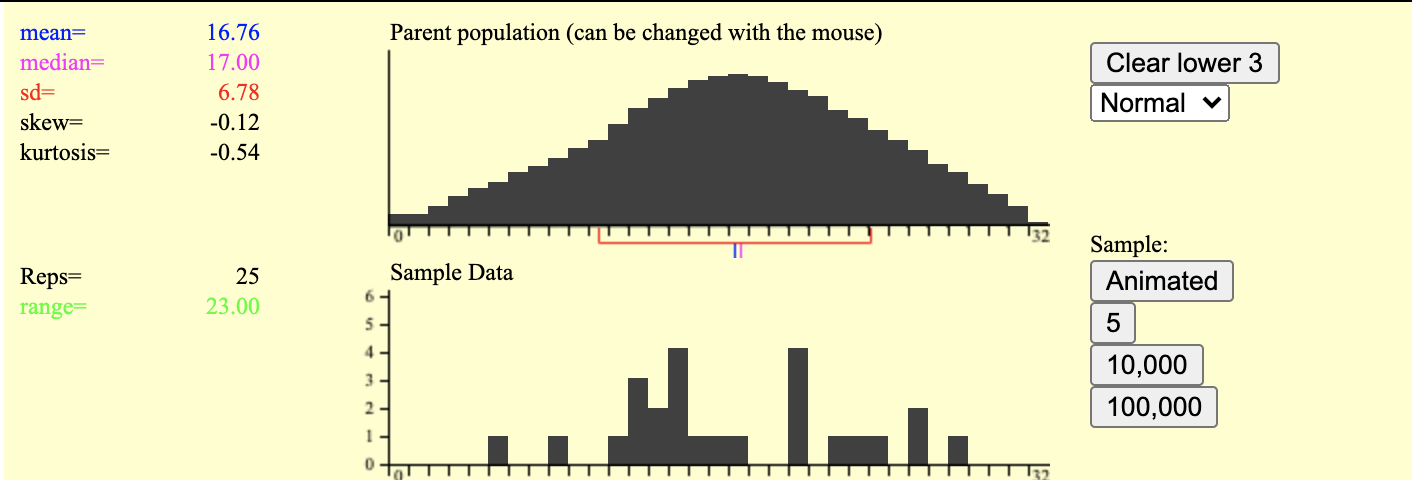 mean= 16.76
median= 17.00
sd= 6.78
skew= -0.12
kurtosis= -0.54
Parent population (can be changed with the mouse)
0 32
Clear lower 3
Normal
Reps= 25
range= 23.00
Sample Data
6
5
4
3
2
1
0
0 32
Sample:
Animated
5
10,000
100,000